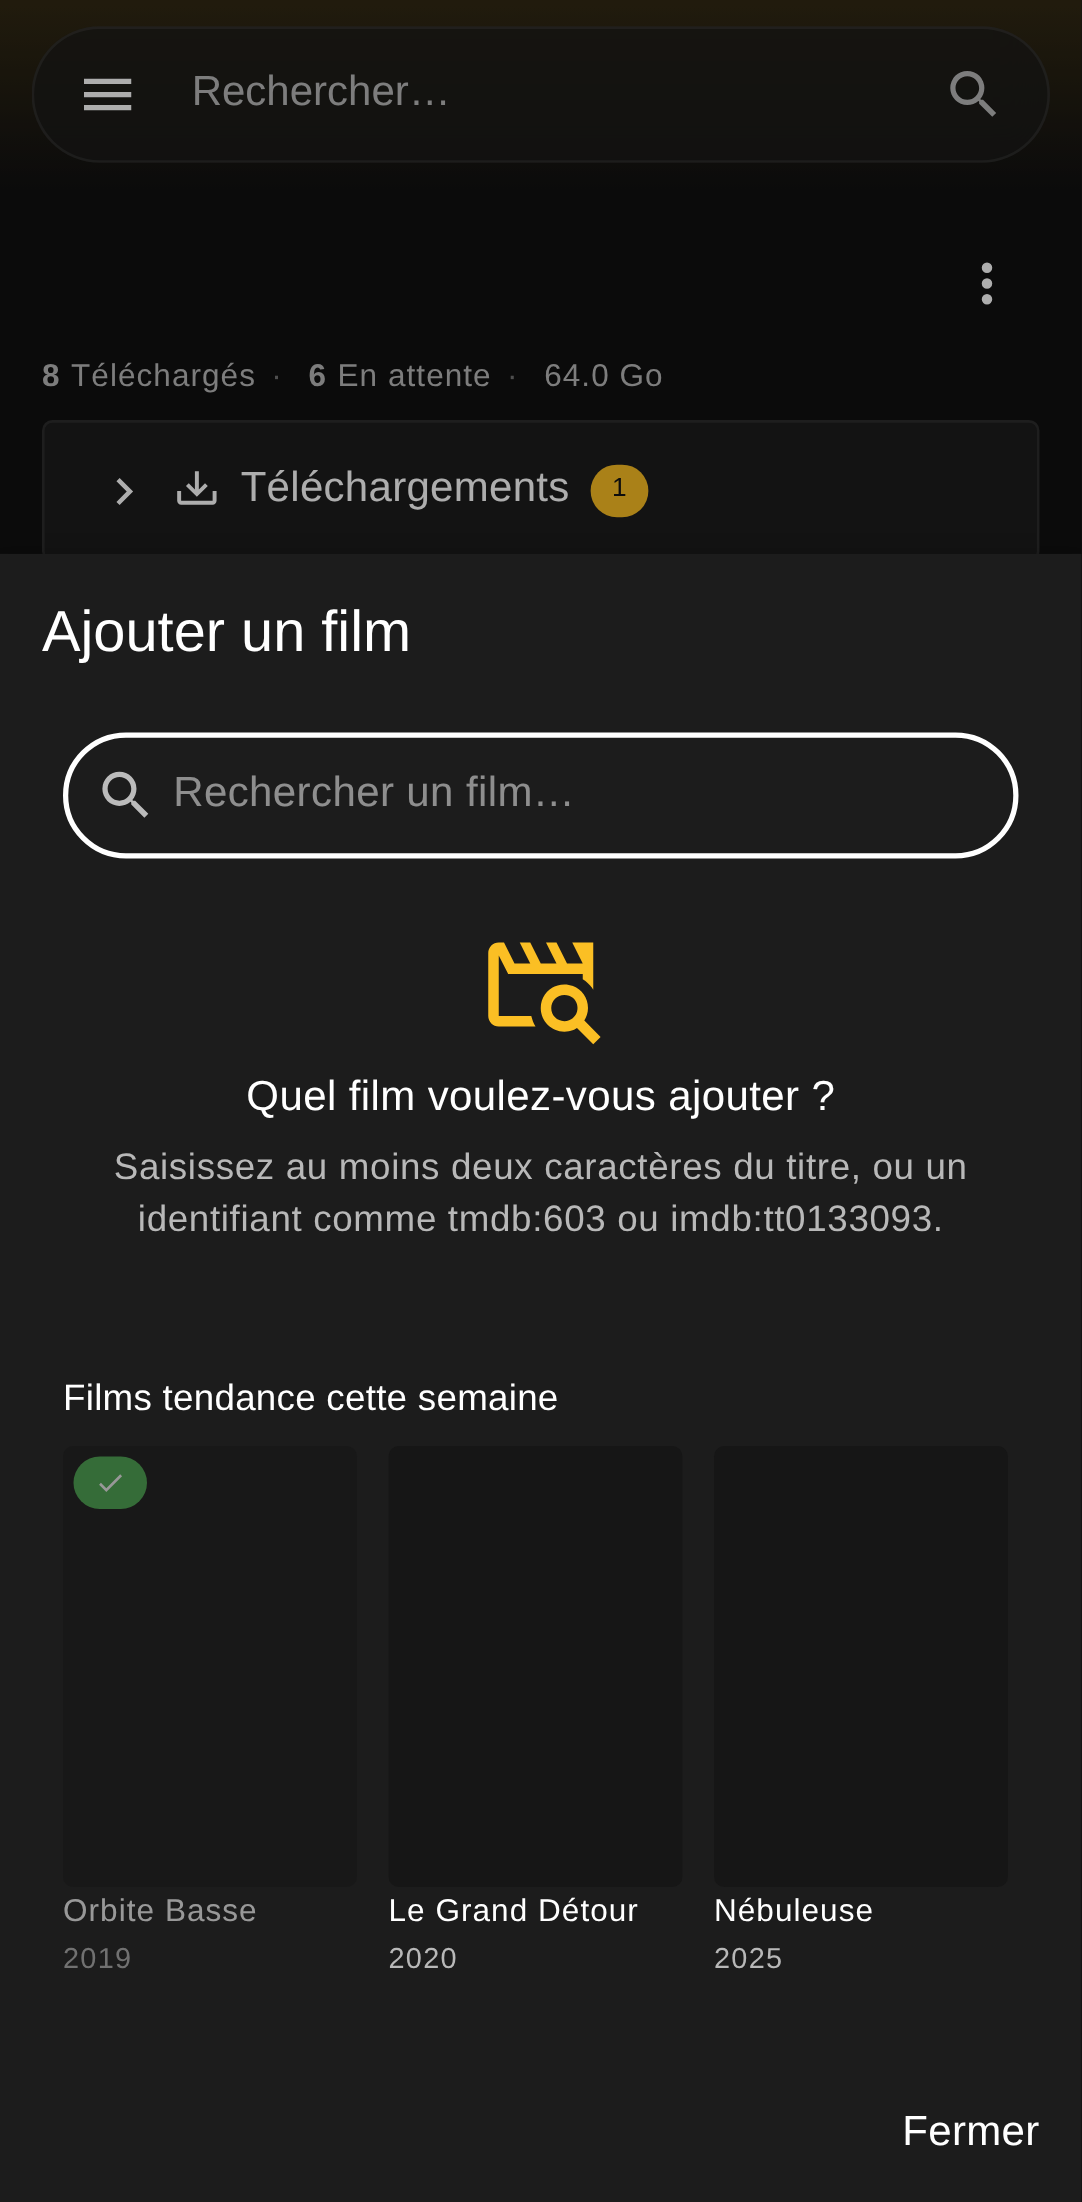 Rechercher…
8 Téléchargés · 6 En attente · 64.0 Go
Téléchargements 1
Ajouter un film
Rechercher un film…
Quel film voulez-vous ajouter ?
Saisissez au moins deux caractères du titre, ou un
identifiant comme tmdb:603 ou imdb:tt0133093.
Films tendance cette semaine
Orbite Basse
2019
Le Grand Détour
2020
Nébuleuse
2025
Fermer